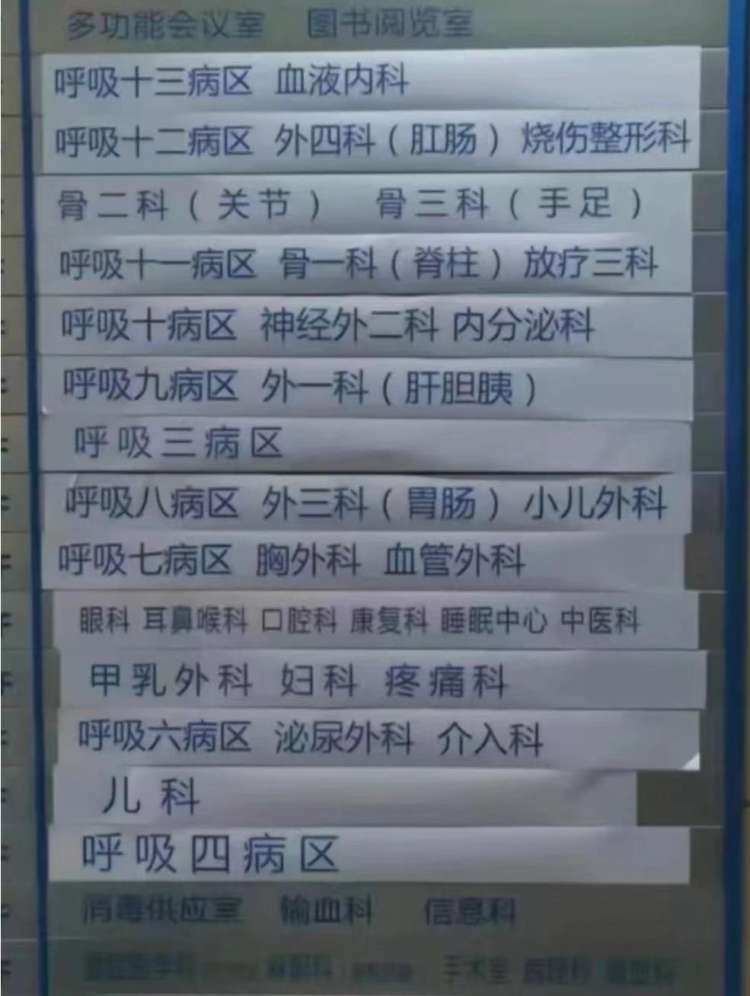 多功能会议室 图书阅览室
呼吸十三病区 血液内科
呼吸十二病区 外四科(肛肠) 烧伤整形科
骨二科(关节) 骨三科(手足)
呼吸十一病区 骨一科(脊柱) 放疗三科
呼吸十病区 神经外二科 内分泌科
呼吸九病区 外一科(肝胆胰)
呼吸三病区
呼吸八病区 外三科(胃肠) 小儿外科
呼吸七病区 胸外科 血管外科
眼科 耳鼻喉科 口腔科 康复科 睡眠中心 中医科
甲乳外科 妇科 疼痛科
呼吸六病区 泌尿外科 介入科
儿科
呼吸四病区
消毒供应室 输血科 信息科
手术室 病理科